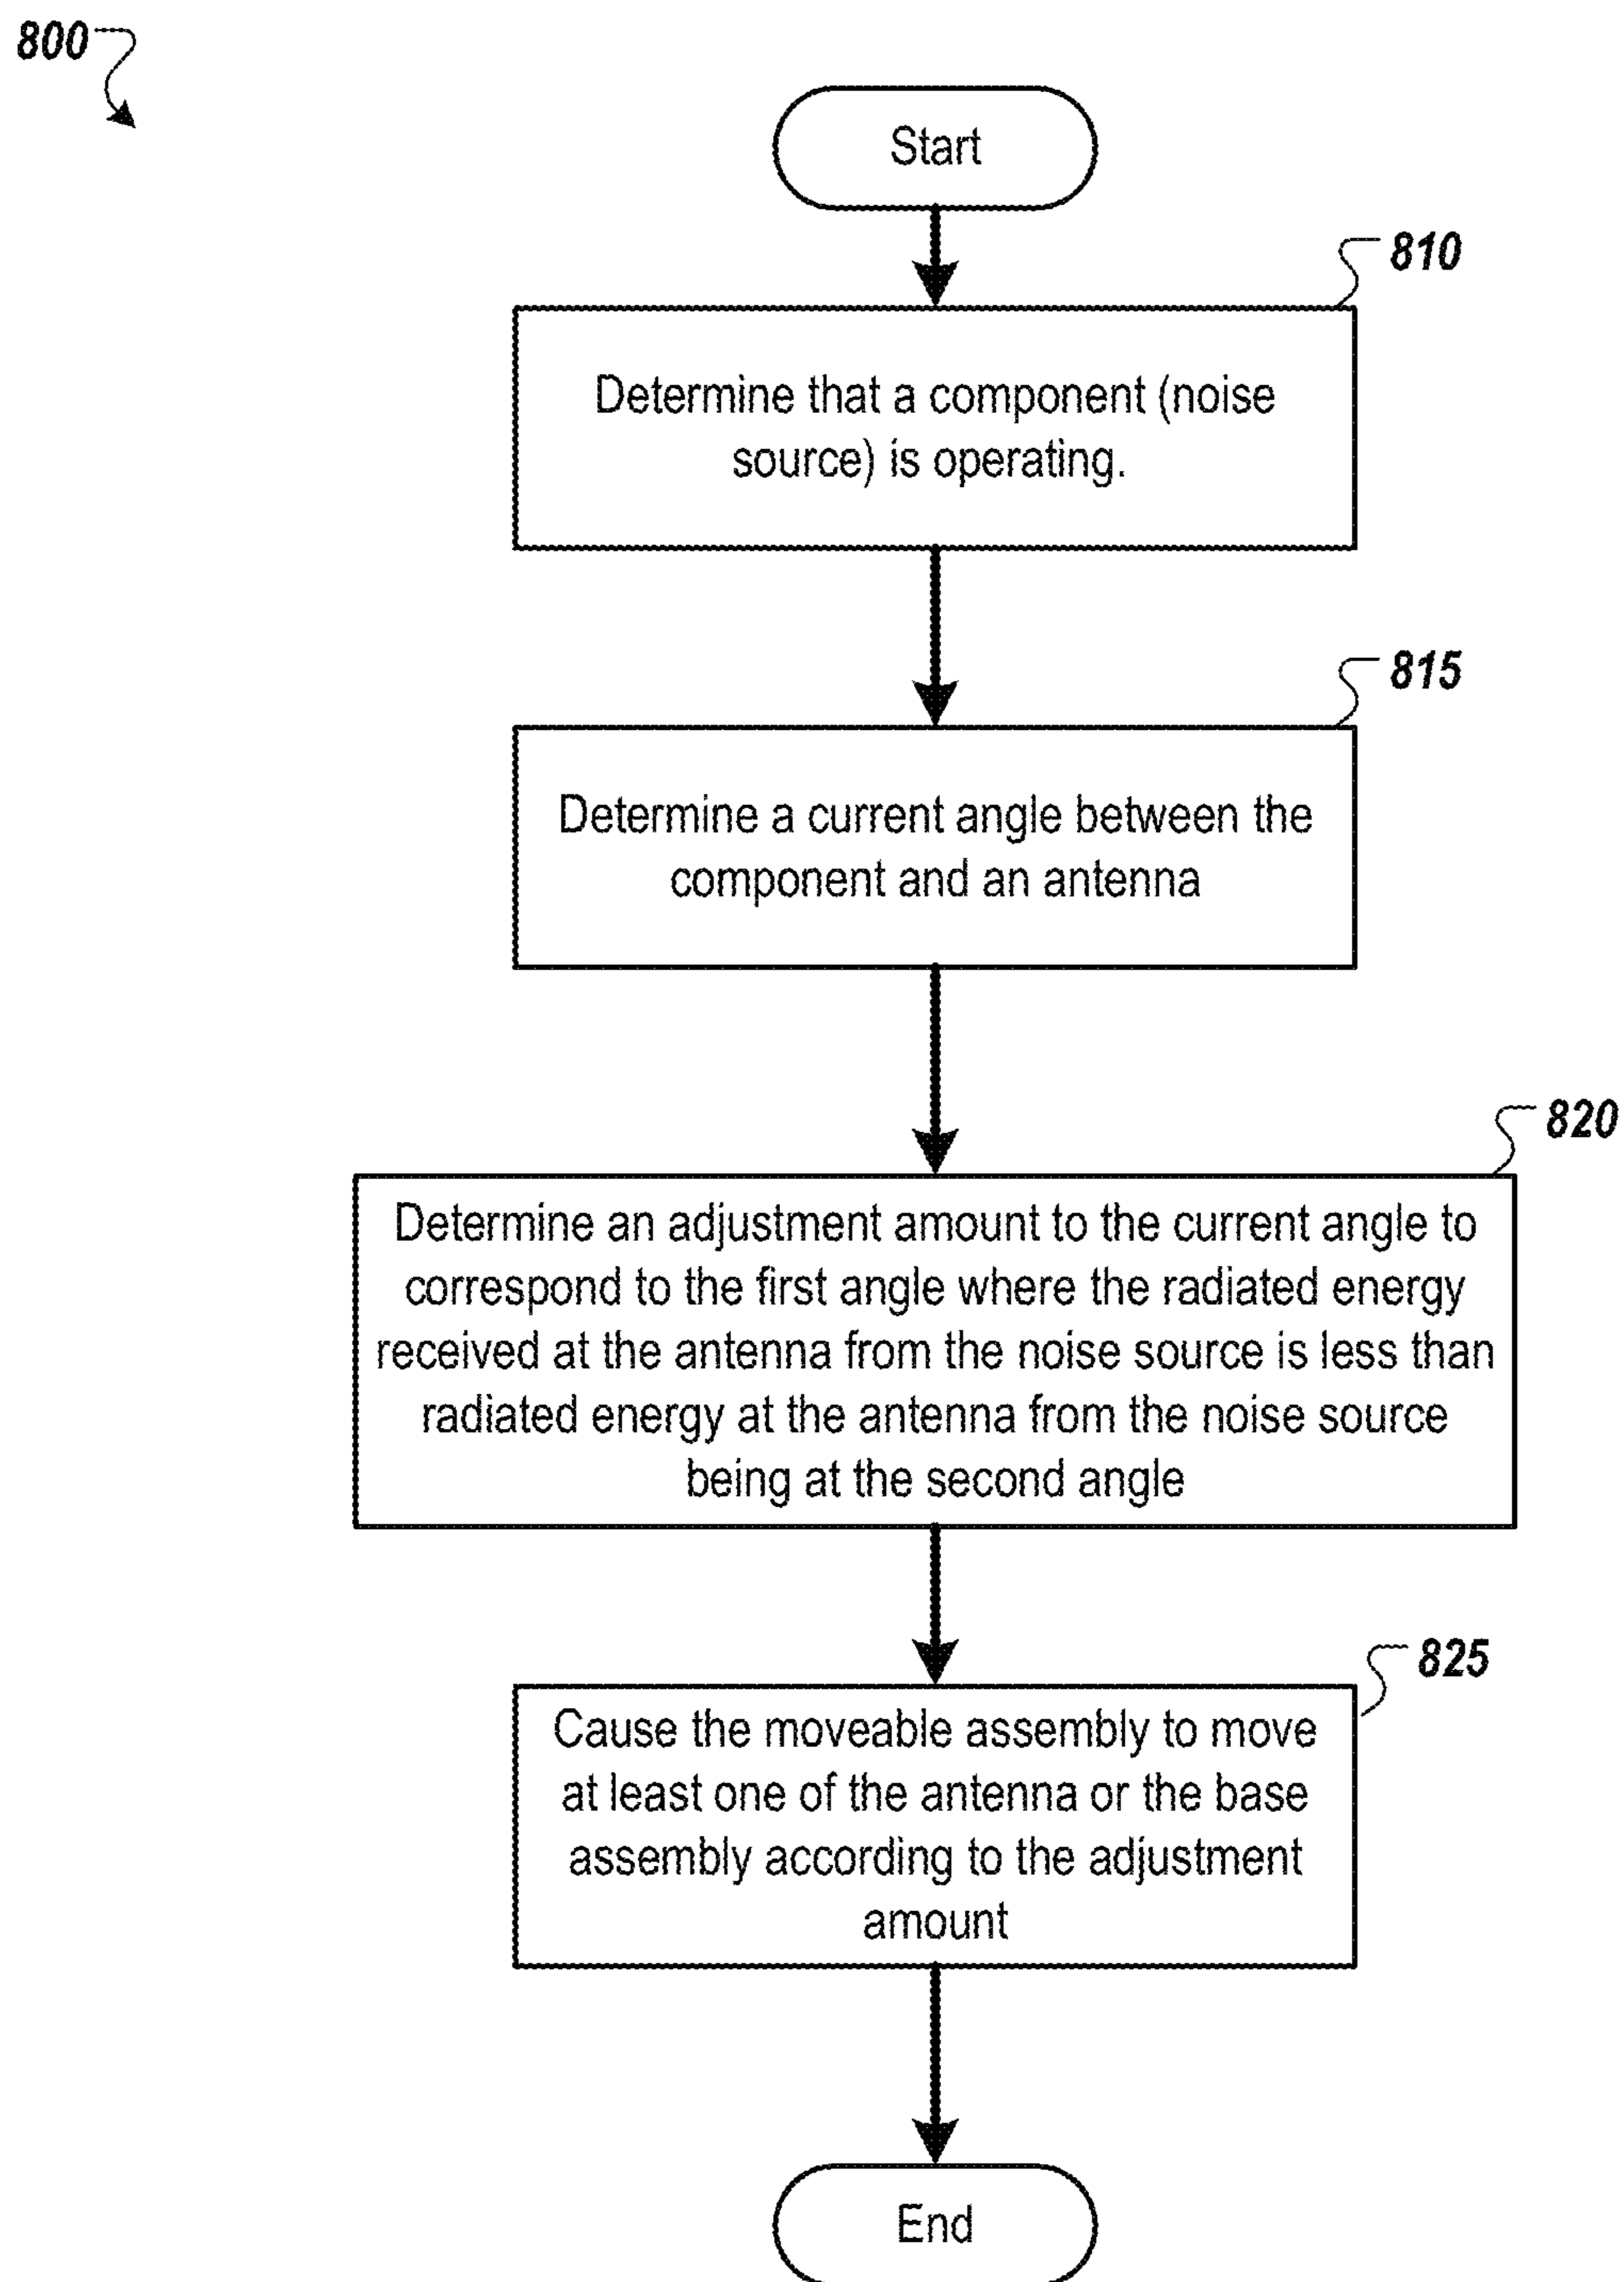 800
Start
810
Determine that a component (noise
source) is operating.
815
Determine a current angle between the
component and an antenna
820
Determine an adjustment amount to the current angle to
correspond to the first angle where the radiated energy
received at the antenna from the noise source is less than
radiated energy at the antenna from the noise source
being at the second angle
825
Cause the moveable assembly to move
at least one of the antenna or the base
assembly according to the adjustment
amount
End